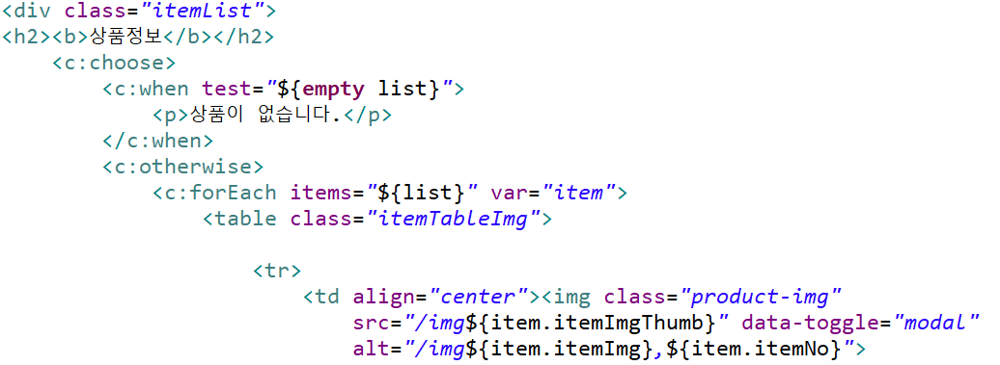 <div class="itemList">
<h2><b>상품정보</b></h2>
<c:choose>
<c:when test="${empty list}">
<p>상품이 없습니다.</p>
</c:when>
<c:otherwise>
<c:forEach items="${list}" var="item">
<table class="itemTableImg">
<tr>
<td align="center"><img class="product-img"
src="/img${item.itemImgThumb}" data-toggle="modal"
alt="/img${item.itemImg},${item.itemNo}">